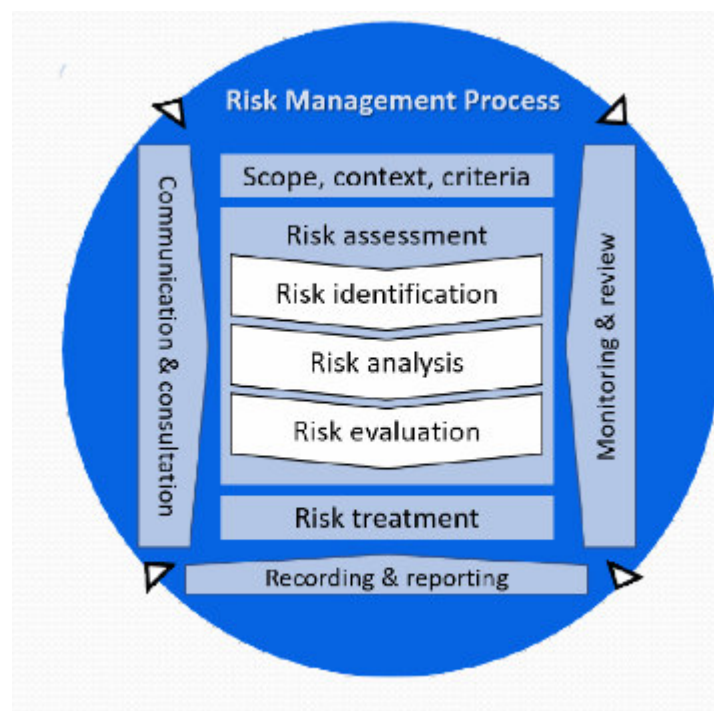 Risk Management Process
Scope, context, criteria
Risk assessment
Risk identification
Risk analysis
Risk evaluation
Risk treatment
Recording & reporting
Communication & consultation
Monitoring & review